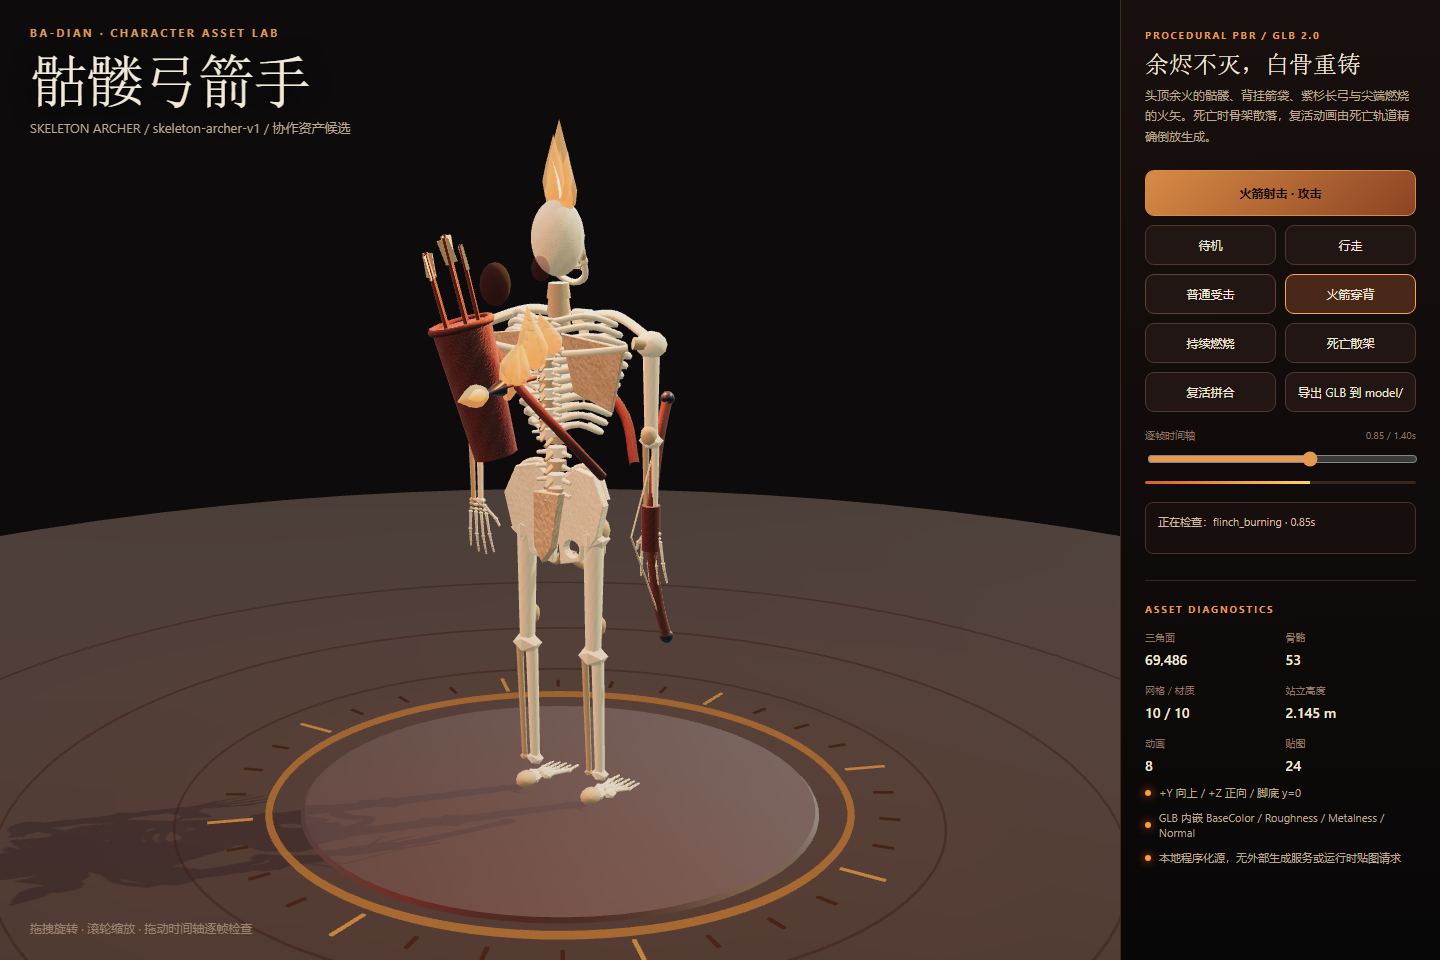 BA-DIAN · CHARACTER ASSET LAB
骷髅弓箭手
SKELETON ARCHER / skeleton-archer-v1 / 协作资产候选
拖拽旋转 · 滚轮缩放 · 拖动时间轴逐帧检查
PROCEDURAL PBR / GLB 2.0
余烬不灭，白骨重铸
头顶余火的骷髅、背挂箭袋、紫杉长弓与尖端燃烧
的火矢。死亡时骨架散落，复活动画由死亡轨道精
确倒放生成。
火箭射击 · 攻击
待机
行走
普通受击
火箭穿背
持续燃烧
死亡散架
复活拼合
导出 GLB 到 model/
逐帧时间轴
0.85 / 1.40s
正在检查：flinch_burning · 0.85s
ASSET DIAGNOSTICS
三角面
骨骼
69,486
53
网格 / 材质
站立高度
10 / 10
2.145 m
动画
贴图
8
24
+Y 向上 / +Z 正向 / 脚底 y=0
GLB 内嵌 BaseColor / Roughness / Metalness /
Normal
本地程序化源，无外部生成服务或运行时贴图请求